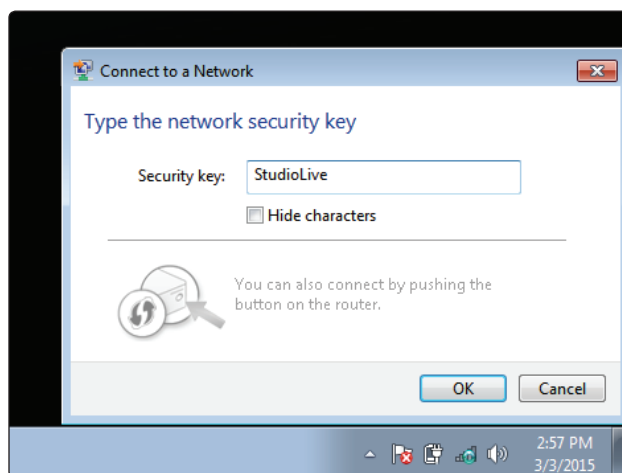 Connect to a Network
Type the network security key
Security key:
StudioLive
Hide characters
You can also connect by pushing the
button on the router.
OK
Cancel
2:57 PM
3/3/2015